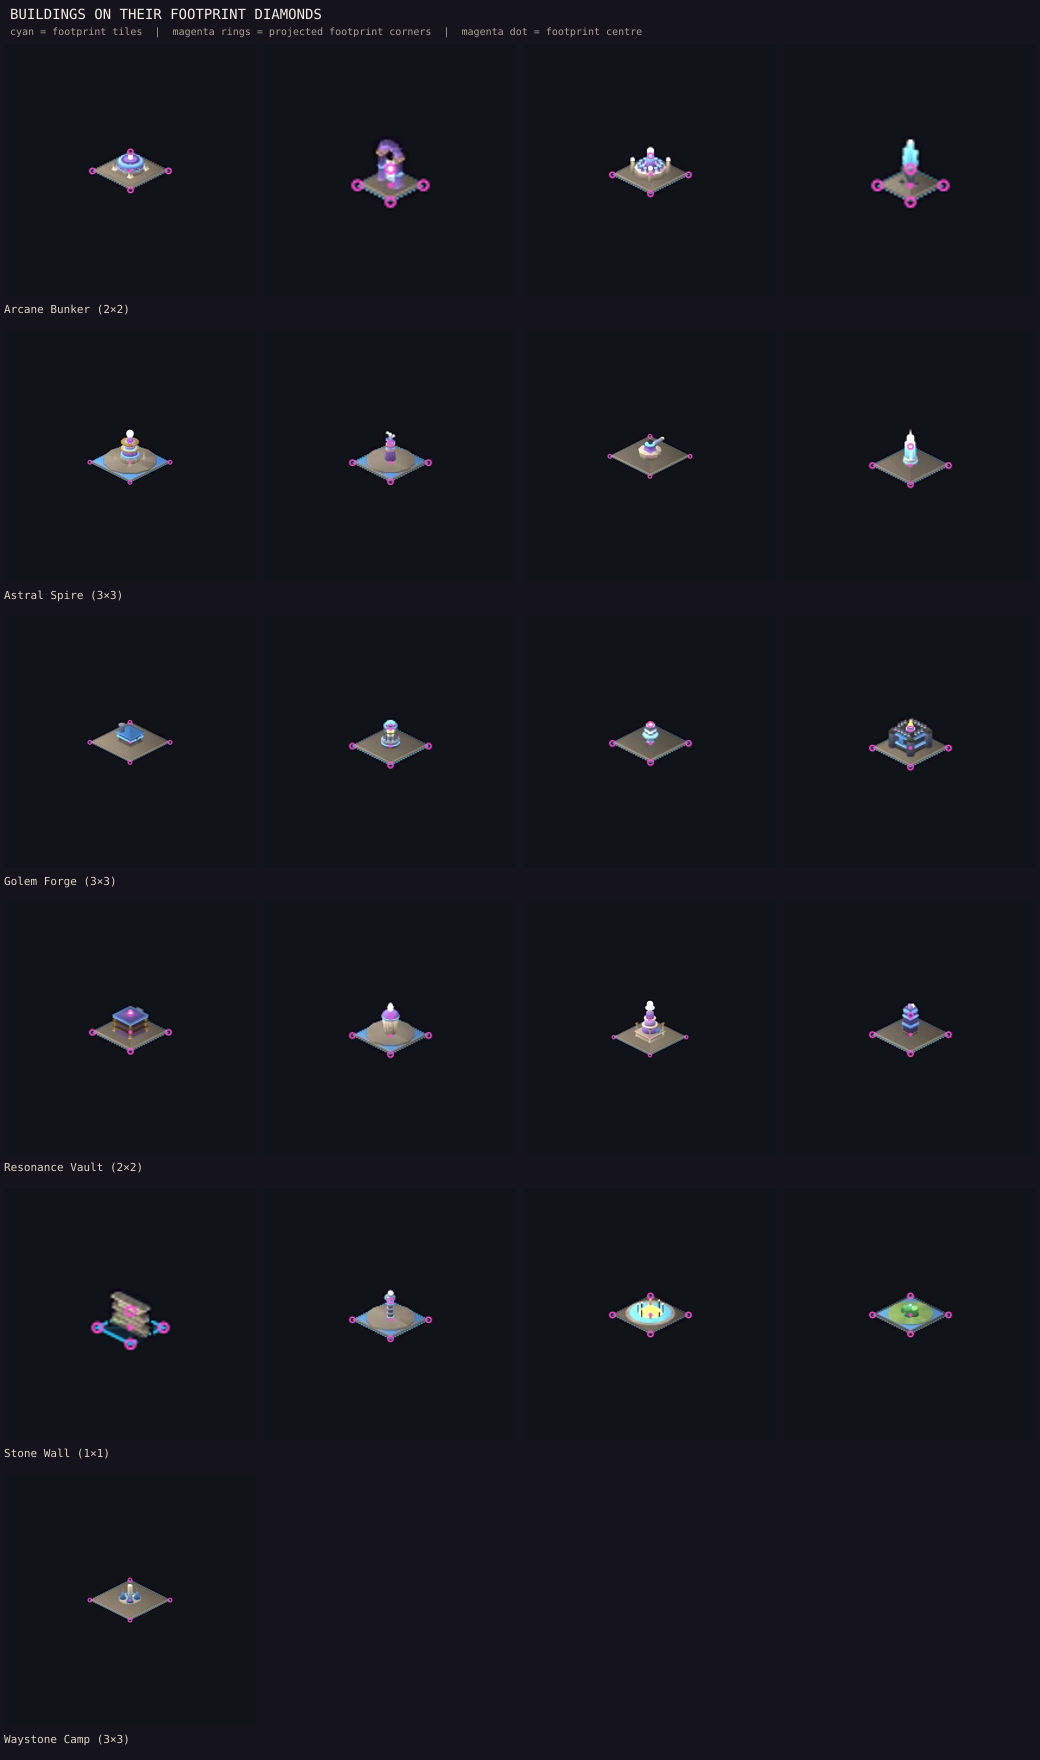 BUILDINGS ON THEIR FOOTPRINT DIAMONDS
cyan = footprint tiles | magenta rings = projected footprint corners | magenta dot = footprint centre
Arcane Bunker (2×2)
Astral Spire (3×3)
Golem Forge (3×3)
Resonance Vault (2×2)
Stone Wall (1×1)
Waystone Camp (3×3)